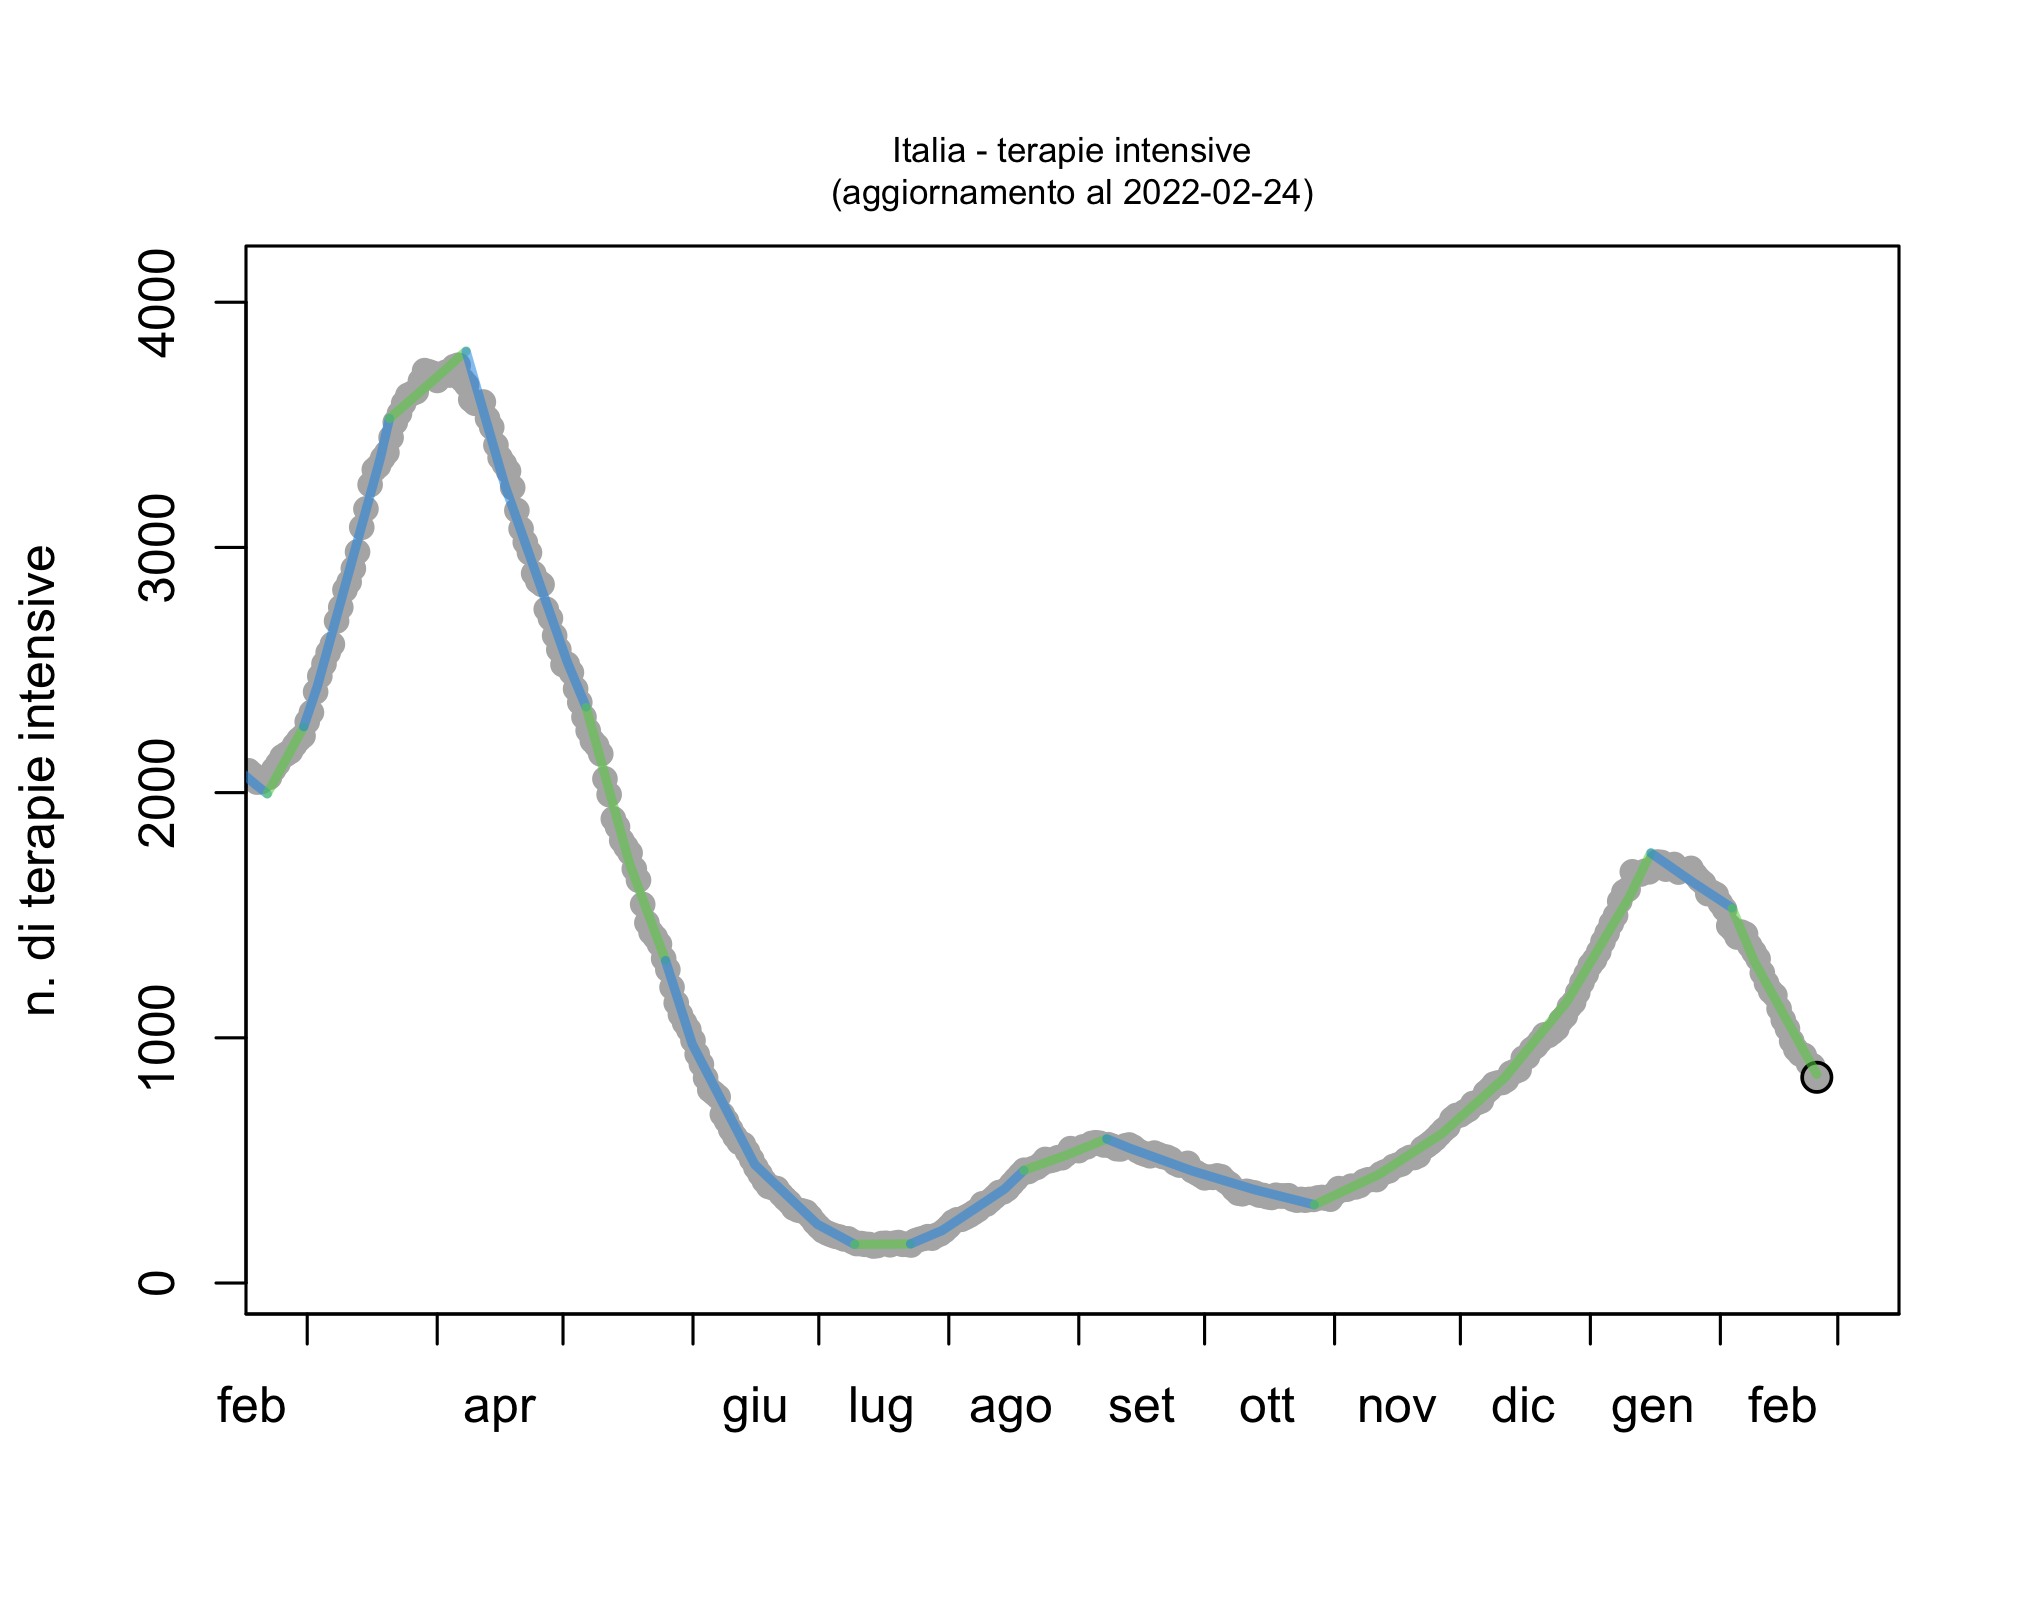 Italia - terapie intensive
(aggiornamento al 2022-02-24)
n. di terapie intensive
4000
3000
2000
1000
0
feb apr giu lug ago set ott nov dic gen feb